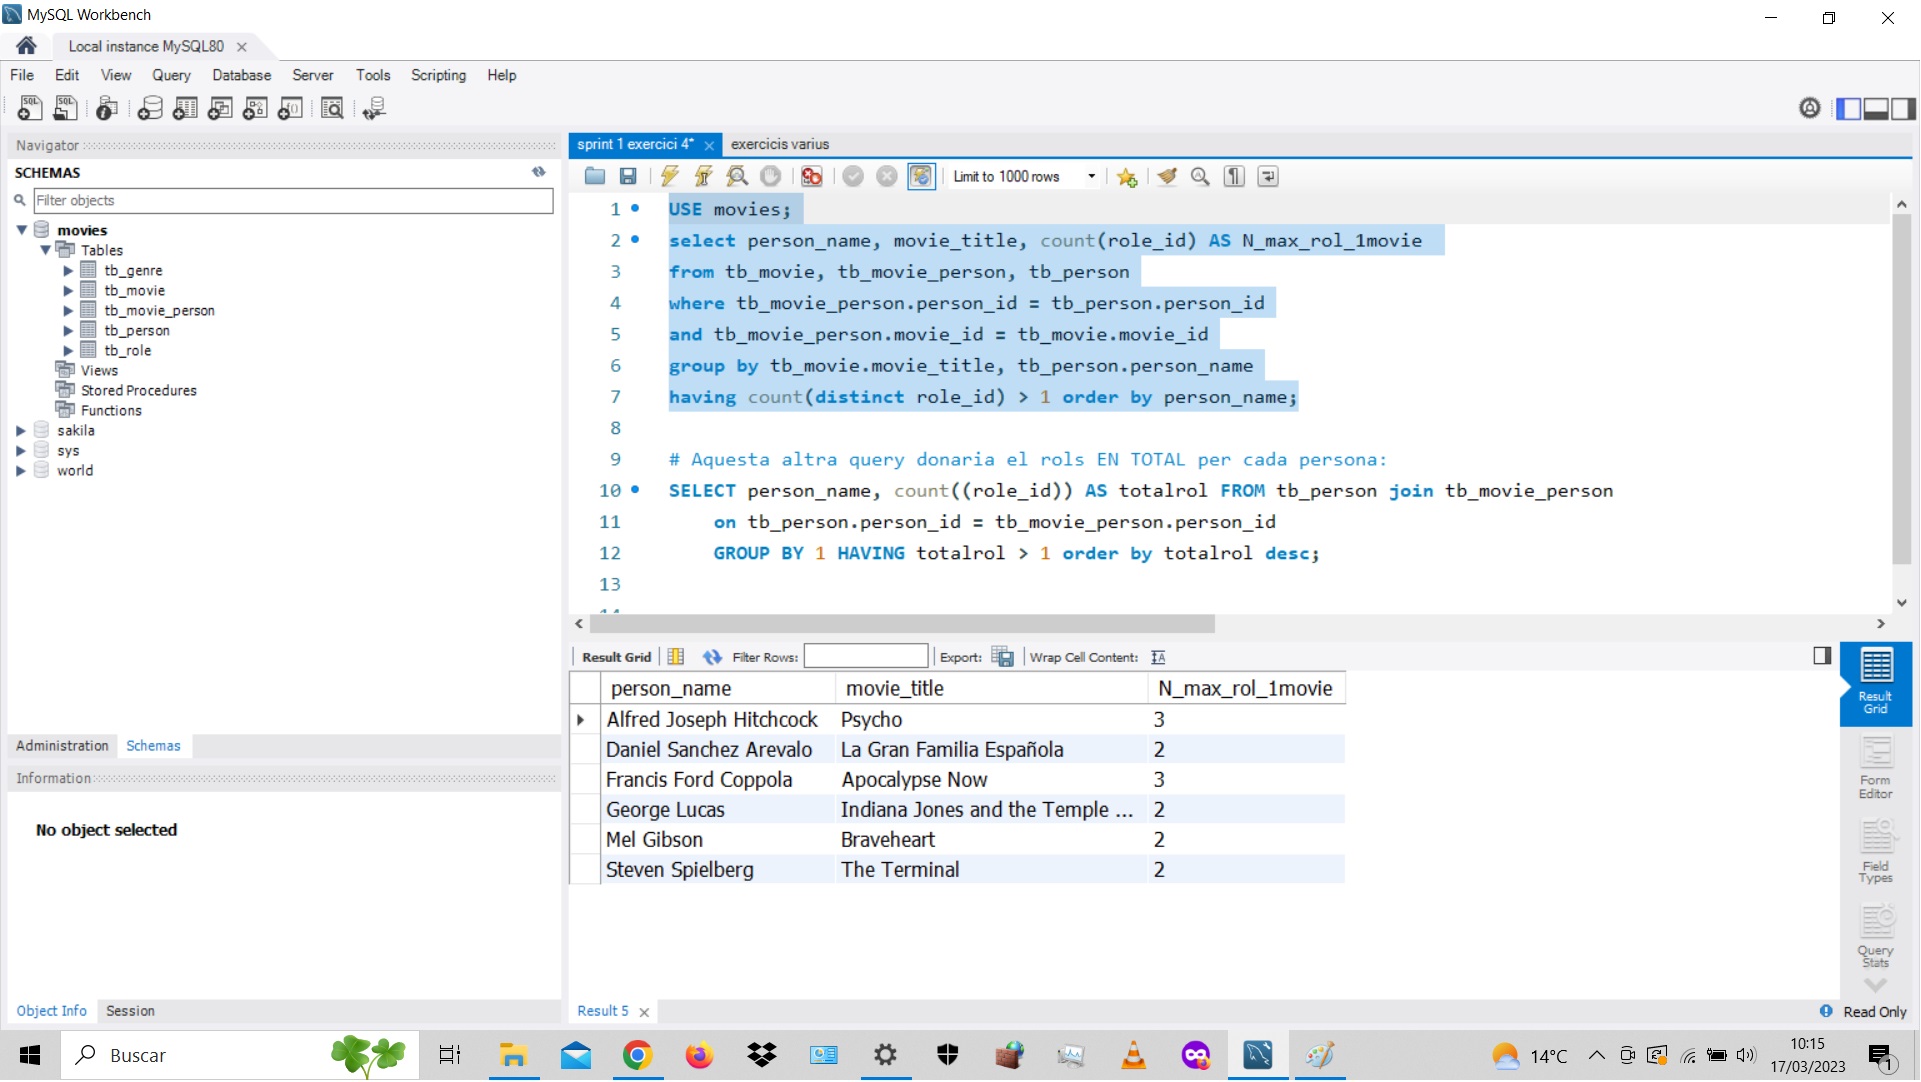 MySQL Workbench
Local instance MySQL80
File Edit View Query Database Server Tools Scripting Help
Navigator
SCHEMAS
Filter objects
movies
Tables
tb_genre
tb_movie
tb_movie_person
tb_person
tb_role
Views
Stored Procedures
Functions
sakila
sys
world
Administration Schemas
Information
No object selected
Object Info Session
sprint 1 exercici 4* exercicis varius
Limit to 1000 rows
1 USE movies;
2 select person_name, movie_title, count(role_id) AS N_max_rol_1movie
3 from tb_movie, tb_movie_person, tb_person
4 where tb_movie_person.person_id = tb_person.person_id
5 and tb_movie_person.movie_id = tb_movie.movie_id
6 group by tb_movie.movie_title, tb_person.person_name
7 having count(distinct role_id) > 1 order by person_name;
8
9 # Aquesta altra query donaria el rols EN TOTAL per cada persona:
10 SELECT person_name, count((role_id)) AS totalrol FROM tb_person join tb_movie_person
11 on tb_person.person_id = tb_movie_person.person_id
12 GROUP BY 1 HAVING totalrol > 1 order by totalrol desc;
13
Result Grid Filter Rows: Export: Wrap Cell Content:
person_name movie_title N_max_rol_1movie
Alfred Joseph Hitchcock Psycho 3
Daniel Sanchez Arevalo La Gran Familia Española 2
Francis Ford Coppola Apocalypse Now 3
George Lucas Indiana Jones and the Temple ... 2
Mel Gibson Braveheart 2
Steven Spielberg The Terminal 2
Result Grid
Form Editor
Field Types
Query Stats
Result 5
Read Only
Buscar
14°C
10:15
17/03/2023
1